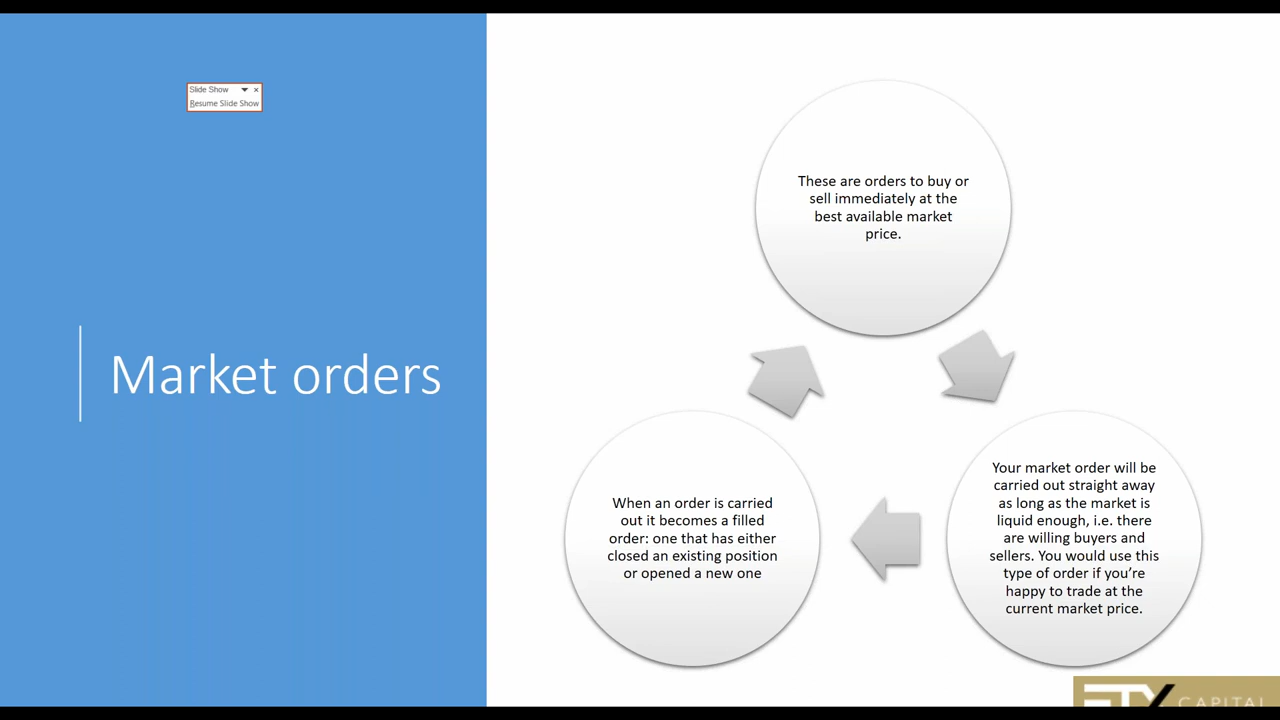 Slide Show
Resume Slide Show
Market orders
These are orders to buy or
sell immediately at the
best available market
price.
Your market order will be
carried out straight away
as long as the market is
liquid enough, i.e. there
are willing buyers and
sellers. You would use this
type of order if you’re
happy to trade at the
current market price.
When an order is carried
out it becomes a filled
order: one that has either
closed an existing position
or opened a new one
ETX CAPITAL